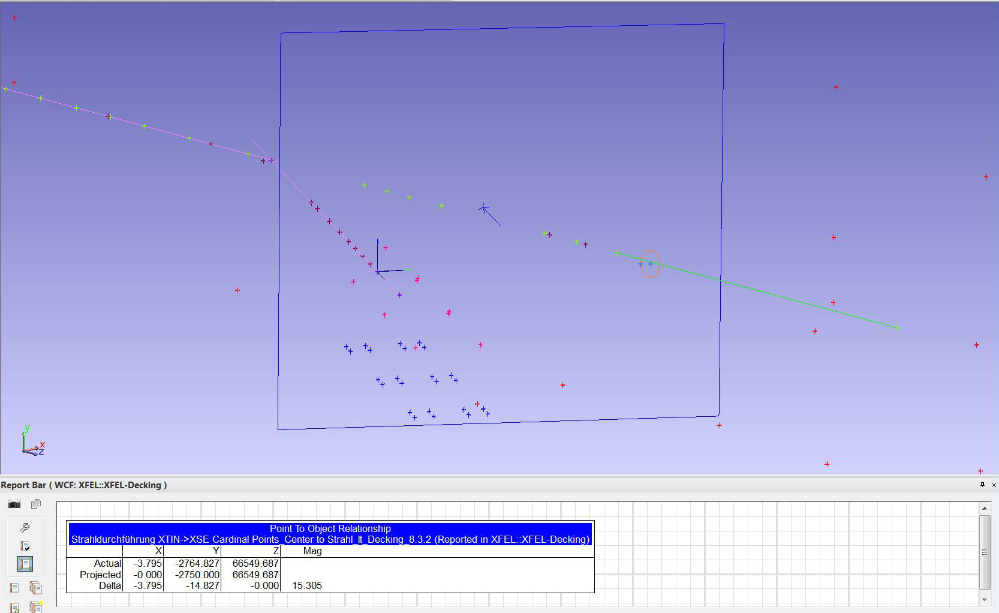 y
x
z
Report Bar ( WCF: XFEL::XFEL-Decking )
Point To Object Relationship
Strahldurchführung XTIN->XSE Cardinal Points_Center to Strahl_lt_Decking_8.3.2 (Reported in XFEL::XFEL-Decking)
X Y Z Mag
Actual -3.795 -2764.827 66549.687
Projected -0.000 -2750.000 66549.687
Delta -3.795 -14.827 -0.000 15.305